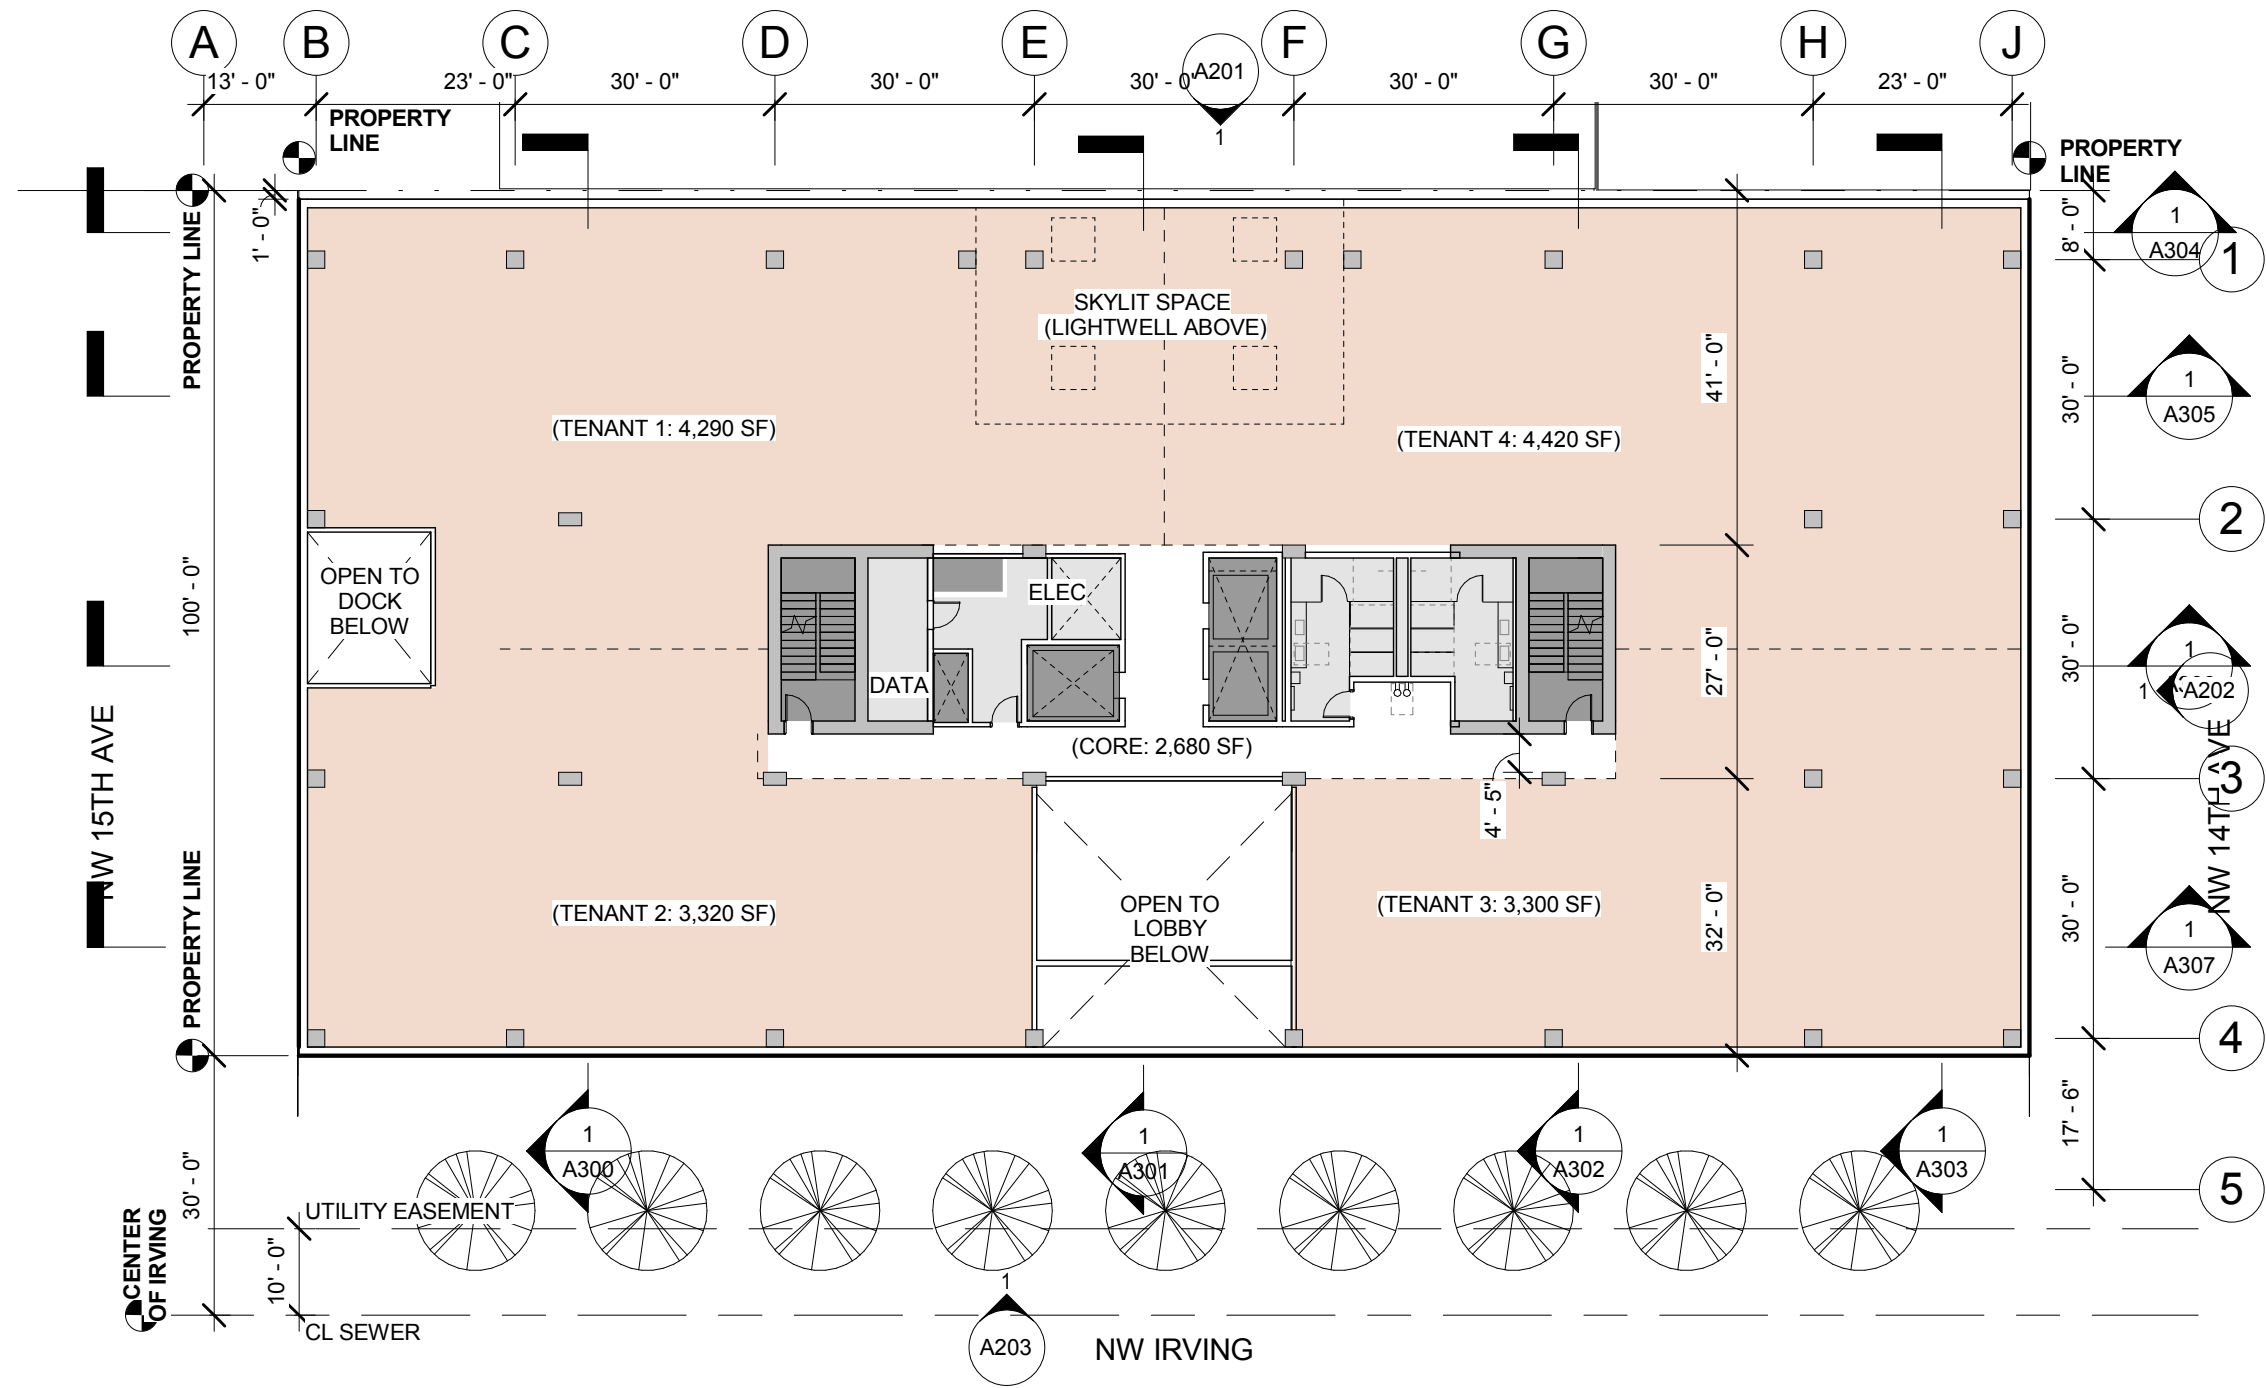 A
B
C
D
E
F
G
H
J
13' - 0"
23' - 0"
30' - 0"
30' - 0"
30' - 0"
30' - 0"
30' - 0"
23' - 0"
A201
1
PROPERTY
LINE
PROPERTY
LINE
1' - 0"
PROPERTY LINE
8' - 0"
1
A304
1
SKYLIT SPACE
(LIGHTWELL ABOVE)
41' - 0"
30' - 0"
1
A305
(TENANT 1: 4,290 SF)
(TENANT 4: 4,420 SF)
2
OPEN TO
DOCK
BELOW
100' - 0"
ELEC
DATA
27' - 0"
30' - 0"
1
1
A202
NW 15TH AVE
NW 14TH AVE
(CORE: 2,680 SF)
3
4' - 5"
PROPERTY LINE
(TENANT 2: 3,320 SF)
OPEN TO
LOBBY
BELOW
(TENANT 3: 3,300 SF)
32' - 0"
30' - 0"
1
A307
4
17' - 6"
1
A300
1
A301
1
A302
1
A303
5
30' - 0"
UTILITY EASEMENT
CENTER
OF IRVING
10' - 0"
CL SEWER
1
A203
NW IRVING